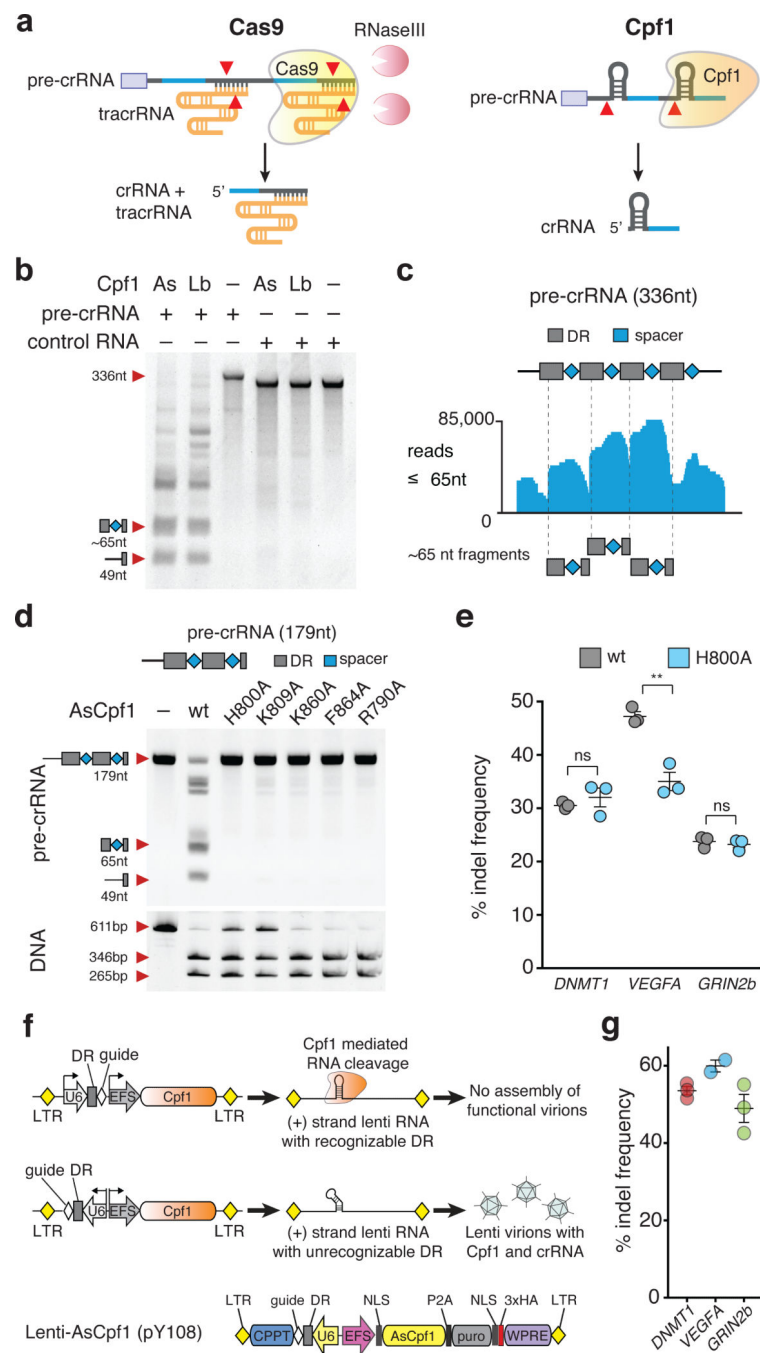 a
Cas9
Cpf1
RNaseIII
pre-crRNA
Cas9
tracrRNA
pre-crRNA
Cpf1
crRNA +
tracrRNA
5'
crRNA
5'
b
Cpf1 As Lb – As Lb –
pre-crRNA + + + – – –
control RNA – – – + + +
336nt
~65nt
49nt
c
pre-crRNA (336nt)
DR spacer
85,000
reads
≤ 65nt
0
~65 nt fragments
d
pre-crRNA (179nt)
DR spacer
AsCpf1 – wt H800A K809A K860A F864A R790A
pre-crRNA
179nt
65nt
49nt
DNA
611bp
346bp
265bp
e
wt H800A
% indel frequency
50
40
30
20
10
0
ns
**
ns
DNMT1 VEGFA GRIN2b
f
DR guide
U6 EFS Cpf1
LTR LTR
Cpf1 mediated
RNA cleavage
(+) strand lenti RNA
with recognizable DR
No assembly of
functional virions
guide DR
U6 EFS Cpf1
LTR LTR
(+) strand lenti RNA
with unrecognizable DR
Lenti virions with
Cpf1 and crRNA
Lenti-AsCpf1 (pY108)
LTR guide DR NLS P2A NLS 3xHA LTR
CPPT U6 EFS AsCpf1 puro WPRE
g
% indel frequency
60
40
20
0
DNMT1 VEGFA GRIN2b